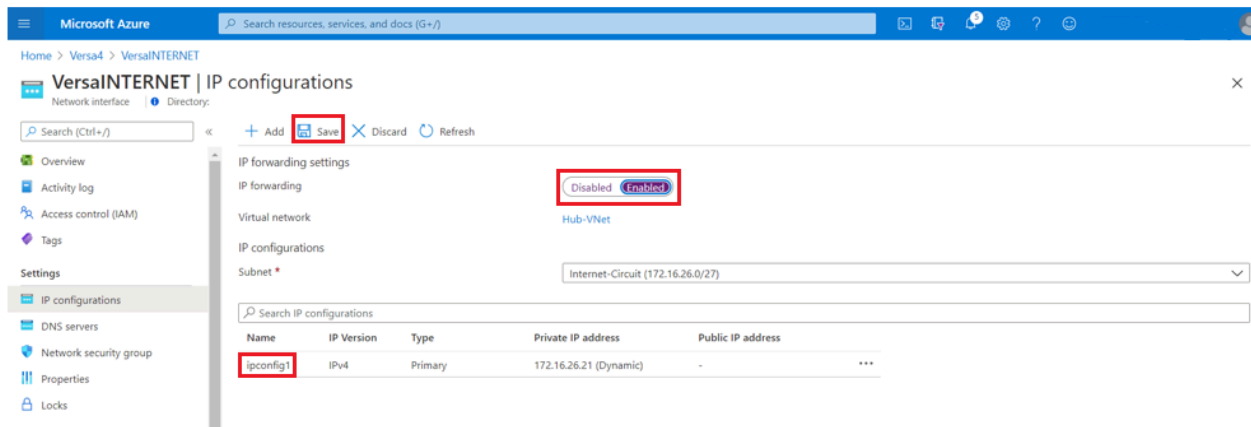 Microsoft Azure
Search resources, services, and docs (G+/)
5
?
Home > Versa4 > VersaINTERNET
VersaINTERNET | IP configurations
Network interface
Directory:
Search (Ctrl+/)
«
+ Add Save Discard Refresh
Overview
Activity log
Access control (IAM)
Tags
Settings
IP configurations
DNS servers
Network security group
Properties
Locks
IP forwarding settings
IP forwarding Disabled Enabled
Virtual network Hub-VNet
IP configurations
Subnet * Internet-Circuit (172.16.26.0/27)
Search IP configurations
Name IP Version Type Private IP address Public IP address
ipconfig1 IPv4 Primary 172.16.26.21 (Dynamic) - •••